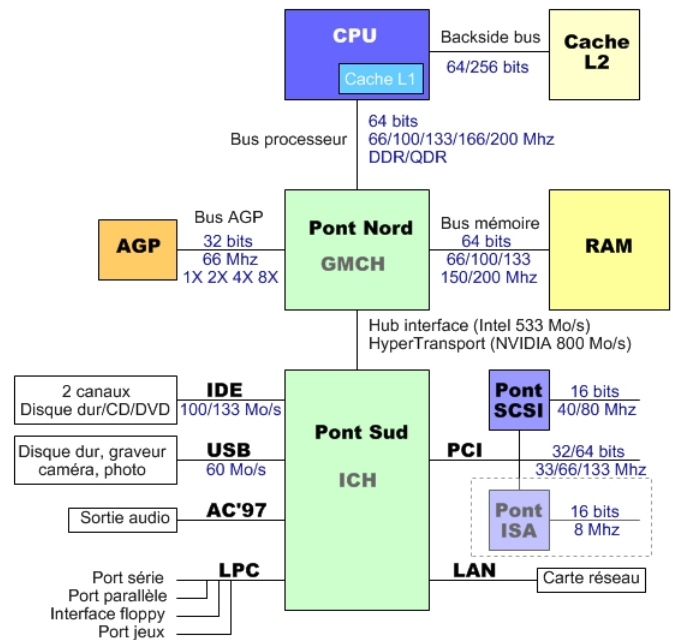 CPU
Cache L1
Backside bus
64/256 bits
Cache
L2
Bus processeur
64 bits
66/100/133/166/200 Mhz
DDR/QDR
AGP
Bus AGP
32 bits
66 Mhz
1X 2X 4X 8X
Pont Nord
GMCH
Bus mémoire
64 bits
66/100/133
150/200 Mhz
RAM
Hub interface (Intel 533 Mo/s)
HyperTransport (NVIDIA 800 Mo/s)
2 canaux
Disque dur/CD/DVD
IDE
100/133 Mo/s
Disque dur, graveur
caméra, photo
USB
60 Mo/s
Sortie audio
AC'97
Port série
Port parallèle
Interface floppy
Port jeux
LPC
Pont Sud
ICH
Pont
SCSI
16 bits
40/80 Mhz
PCI
32/64 bits
33/66/133 Mhz
Pont
ISA
16 bits
8 Mhz
LAN
Carte réseau